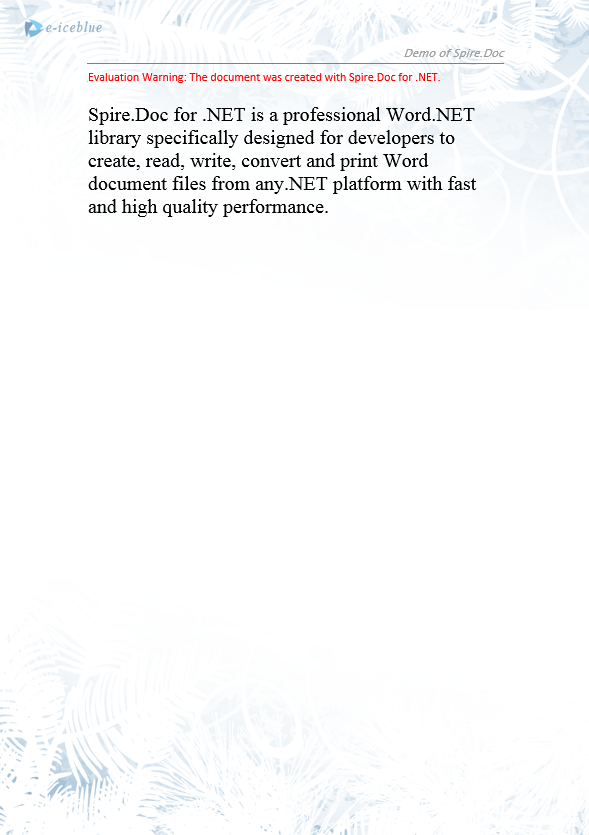 e-iceblue
Demo of Spire.Doc
Evaluation Warning: The document was created with Spire.Doc for .NET.
Spire.Doc for .NET is a professional Word.NET
library specifically designed for developers to
create, read, write, convert and print Word
document files from any.NET platform with fast
and high quality performance.